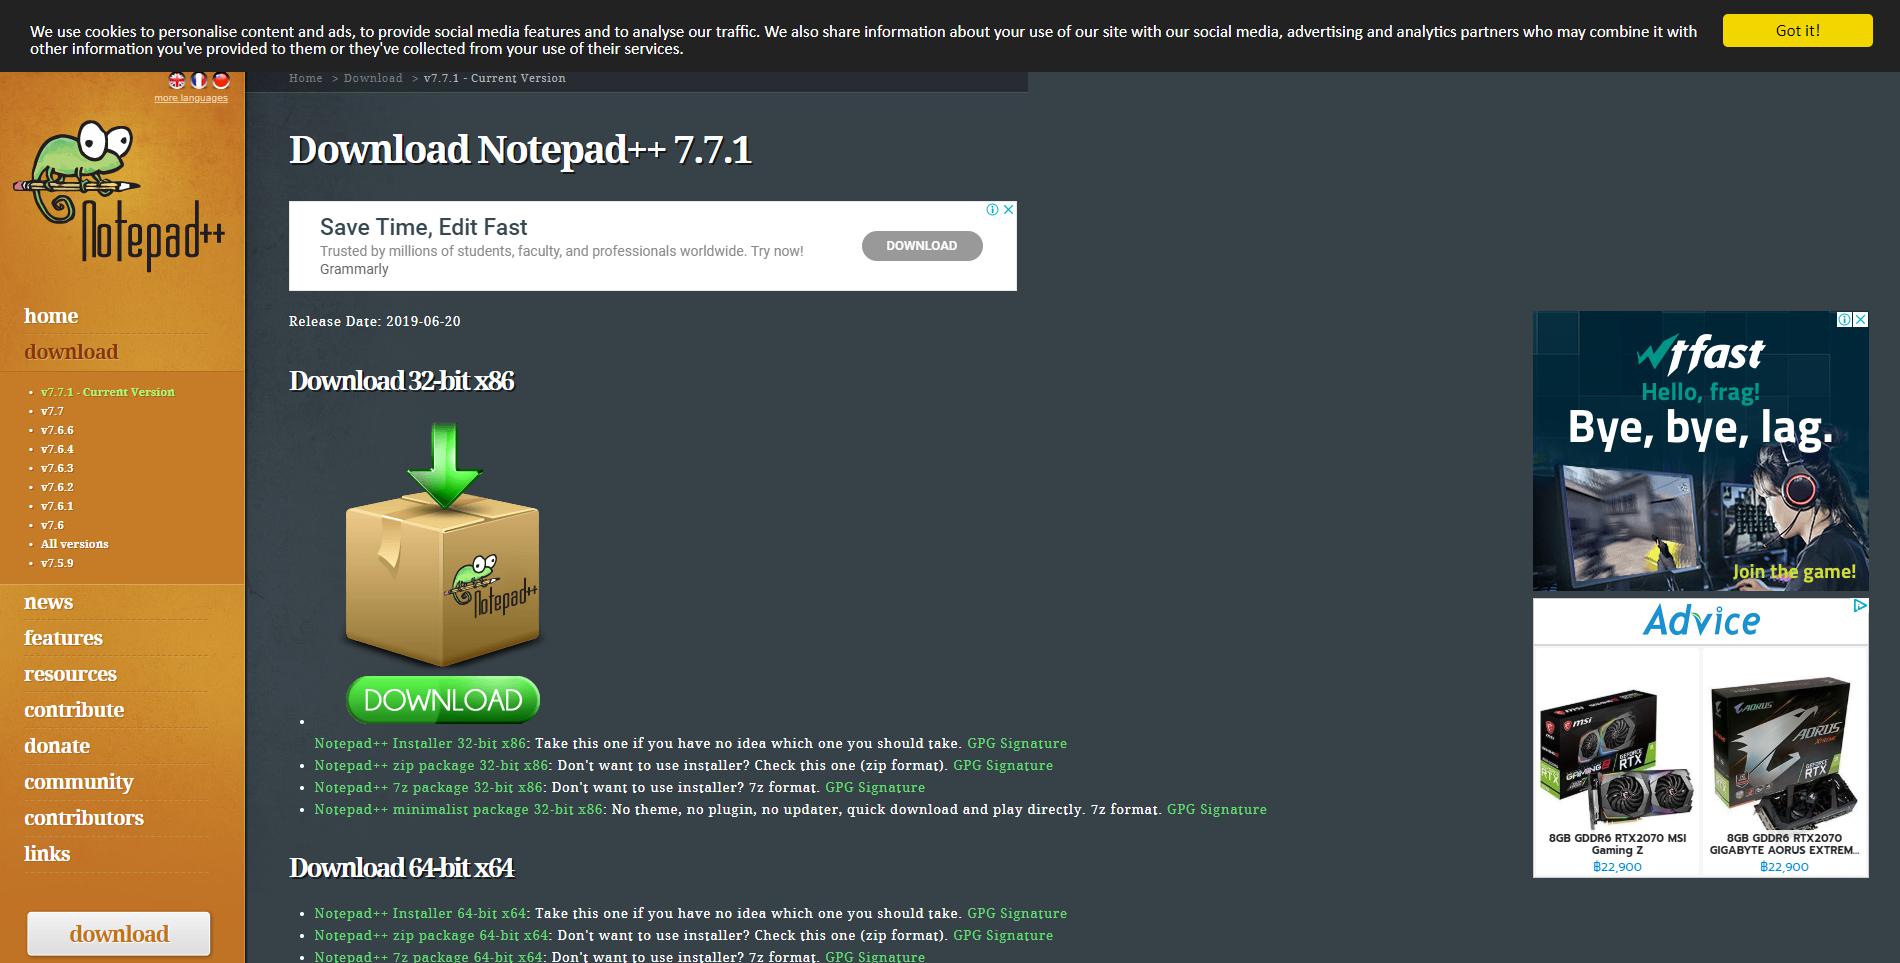 We use cookies to personalise content and ads, to provide social media features and to analyse our traffic. We also share information about your use of our site with our social media, advertising and analytics partners who may combine it with
other information you've provided to them or they've collected from your use of their services.
Got it!
more languages
Home > Download > v7.7.1 - Current Version
Notepad++
home
download
v7.7.1 - Current Version
v7.7
v7.6.6
v7.6.4
v7.6.3
v7.6.2
v7.6.1
v7.6
All versions
v7.5.9
news
features
resources
contribute
donate
community
contributors
links
download
Download Notepad++ 7.7.1
Save Time, Edit Fast
Trusted by millions of students, faculty, and professionals worldwide. Try now!
Grammarly
DOWNLOAD
Release Date: 2019-06-20
Download 32-bit x86
Notepad++
DOWNLOAD
Notepad++ Installer 32-bit x86: Take this one if you have no idea which one you should take. GPG Signature
Notepad++ zip package 32-bit x86: Don't want to use installer? Check this one (zip format). GPG Signature
Notepad++ 7z package 32-bit x86: Don't want to use installer? 7z format. GPG Signature
Notepad++ minimalist package 32-bit x86: No theme, no plugin, no updater, quick download and play directly. 7z format. GPG Signature
Download 64-bit x64
Notepad++ Installer 64-bit x64: Take this one if you have no idea which one you should take. GPG Signature
Notepad++ zip package 64-bit x64: Don't want to use installer? Check this one (zip format). GPG Signature
Notepad++ 7z package 64-bit x64: Don't want to use installer? 7z format. GPG Signature
wtfast
Hello, frag!
Bye, bye, lag.
Join the game!
Advice
msi
GEFORCE
RTX
AORUS
AORUS
XTREME
GEFORCE
RTX
8GB GDDR6 RTX2070 MSI
Gaming Z
฿22,900
8GB GDDR6 RTX2070
GIGABYTE AORUS EXTREM...
฿22,900